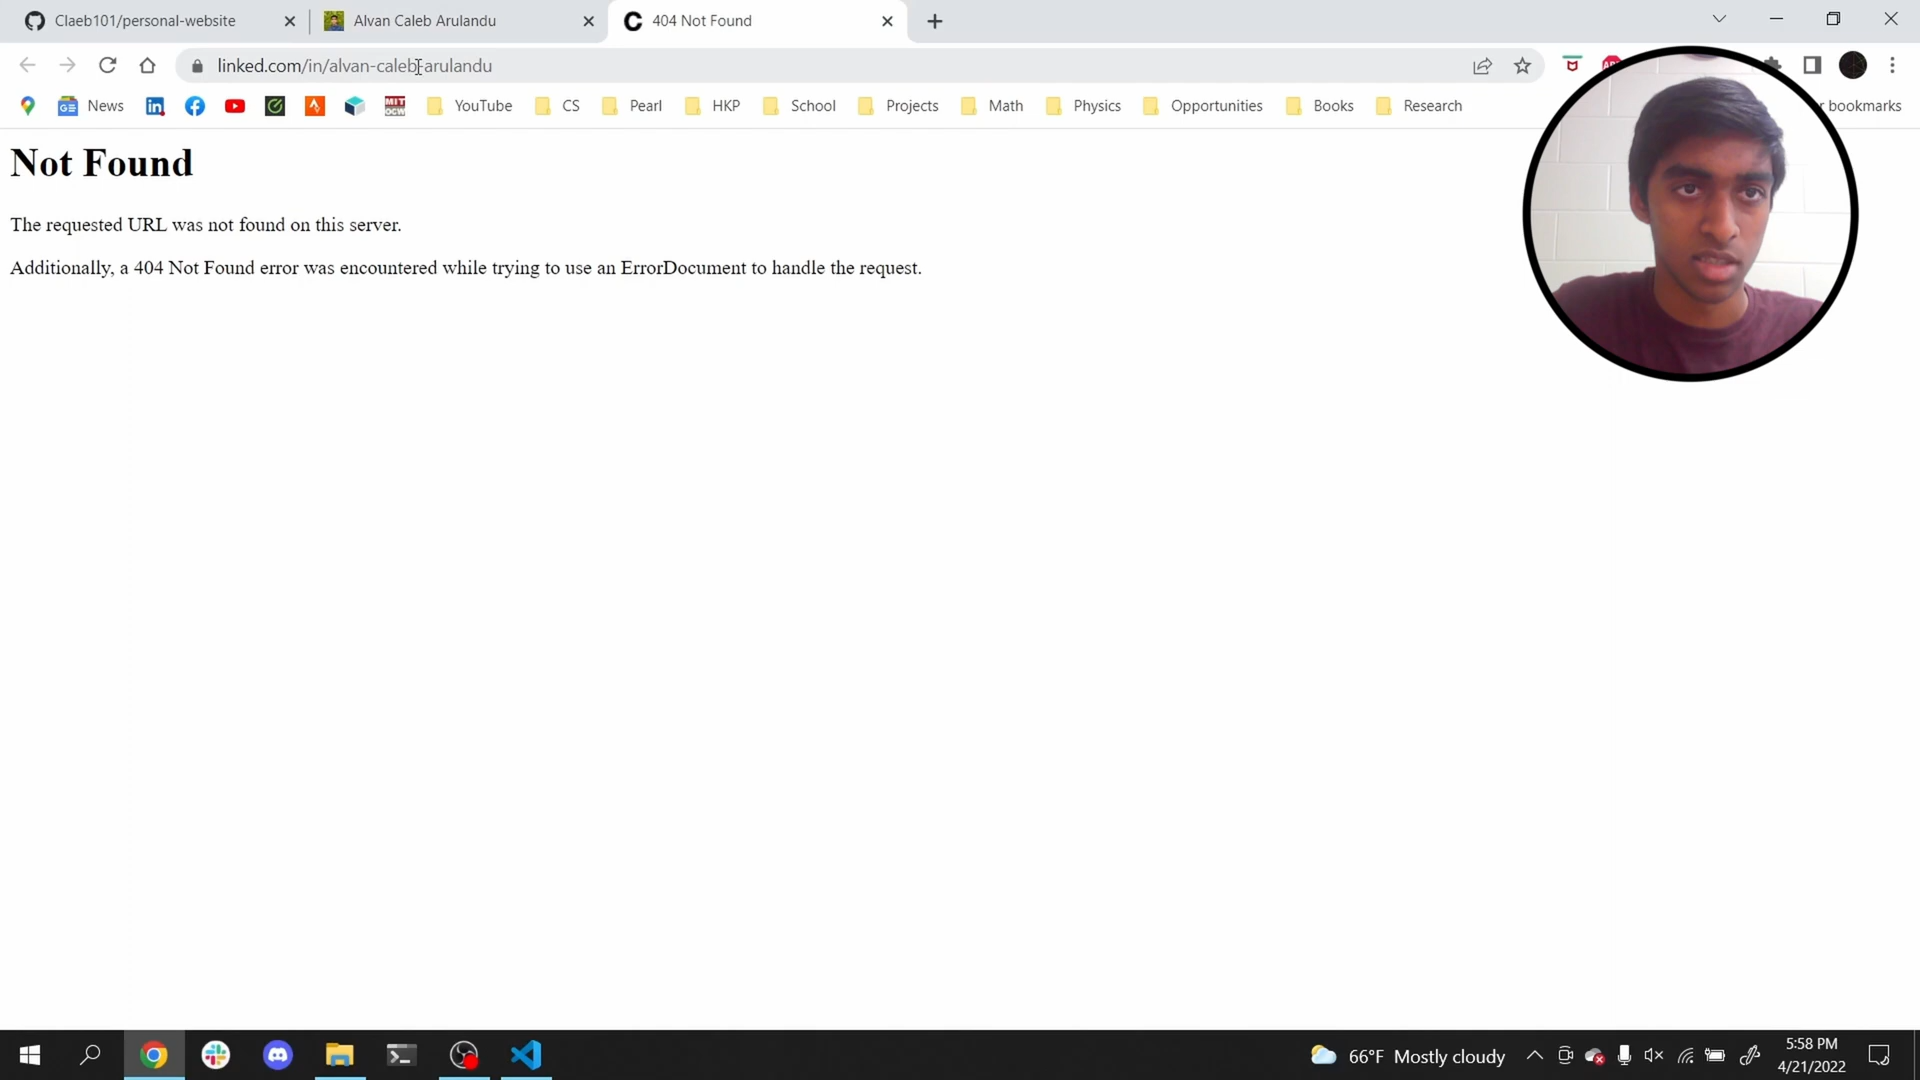 Claeb101/personal-website
Alvan Caleb Arulandu
404 Not Found
linked.com/in/alvan-caleb-arulandu
News
MIT
OCW
YouTube
CS
Pearl
HKP
School
Projects
Math
Physics
Opportunities
Books
Research
bookmarks
Not Found
The requested URL was not found on this server.
Additionally, a 404 Not Found error was encountered while trying to use an ErrorDocument to handle the request.
66°F Mostly cloudy
5:58 PM
4/21/2022